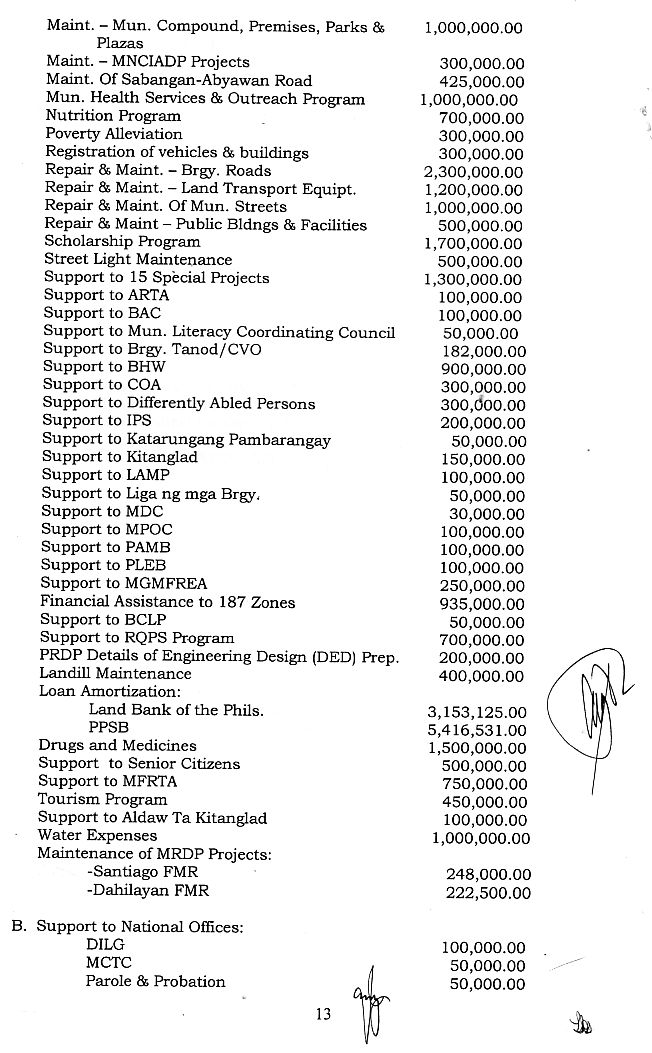 Maint. – Mun. Compound, Premises, Parks & 1,000,000.00
Plazas
Maint. – MNCIADP Projects 300,000.00
Maint. Of Sabangan-Abyawan Road 425,000.00
Mun. Health Services & Outreach Program 1,000,000.00
Nutrition Program 700,000.00
Poverty Alleviation 300,000.00
Registration of vehicles & buildings 300,000.00
Repair & Maint. – Brgy. Roads 2,300,000.00
Repair & Maint. – Land Transport Equipt. 1,200,000.00
Repair & Maint. Of Mun. Streets 1,000,000.00
Repair & Maint – Public Bldngs & Facilities 500,000.00
Scholarship Program 1,700,000.00
Street Light Maintenance 500,000.00
Support to 15 Special Projects 1,300,000.00
Support to ARTA 100,000.00
Support to BAC 100,000.00
Support to Mun. Literacy Coordinating Council 50,000.00
Support to Brgy. Tanod/CVO 182,000.00
Support to BHW 900,000.00
Support to COA 300,000.00
Support to Differently Abled Persons 300,000.00
Support to IPS 200,000.00
Support to Katarungang Pambarangay 50,000.00
Support to Kitanglad 150,000.00
Support to LAMP 100,000.00
Support to Liga ng mga Brgy. 50,000.00
Support to MDC 30,000.00
Support to MPOC 100,000.00
Support to PAMB 100,000.00
Support to PLEB 100,000.00
Support to MGMFREA 250,000.00
Financial Assistance to 187 Zones 935,000.00
Support to BCLP 50,000.00
Support to RQPS Program 700,000.00
PRDP Details of Engineering Design (DED) Prep. 200,000.00
Landill Maintenance 400,000.00
Loan Amortization:
Land Bank of the Phils. 3,153,125.00
PPSB 5,416,531.00
Drugs and Medicines 1,500,000.00
Support to Senior Citizens 500,000.00
Support to MFRTA 750,000.00
Tourism Program 450,000.00
Support to Aldaw Ta Kitanglad 100,000.00
Water Expenses 1,000,000.00
Maintenance of MRDP Projects:
-Santiago FMR 248,000.00
-Dahilayan FMR 222,500.00
B. Support to National Offices:
DILG 100,000.00
MCTC 50,000.00
Parole & Probation 50,000.00
13